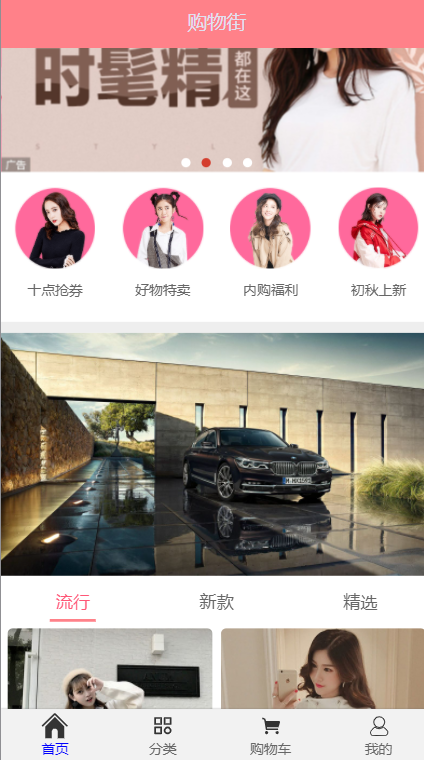 购物街
时髦精
都在这
广告
十点抢券
好物特卖
内购福利
初秋上新
流行
新款
精选
首页
分类
购物车
我的